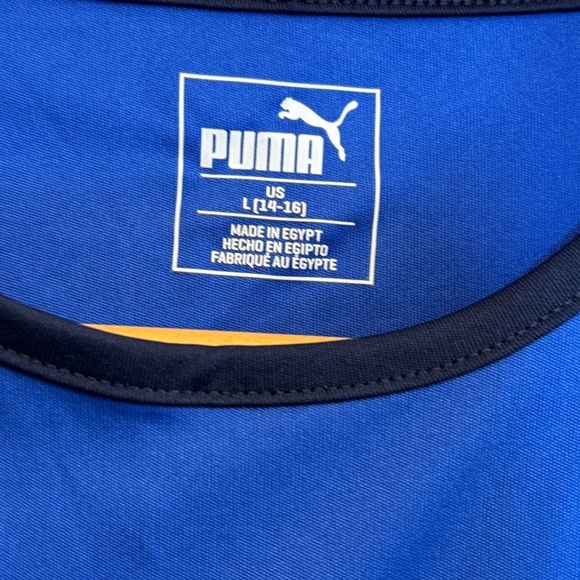 PUMA
US
L (14-16)
MADE IN EGYPT
HECHO EN EGIPTO
FABRIQUÉ AU ÉGYPTE